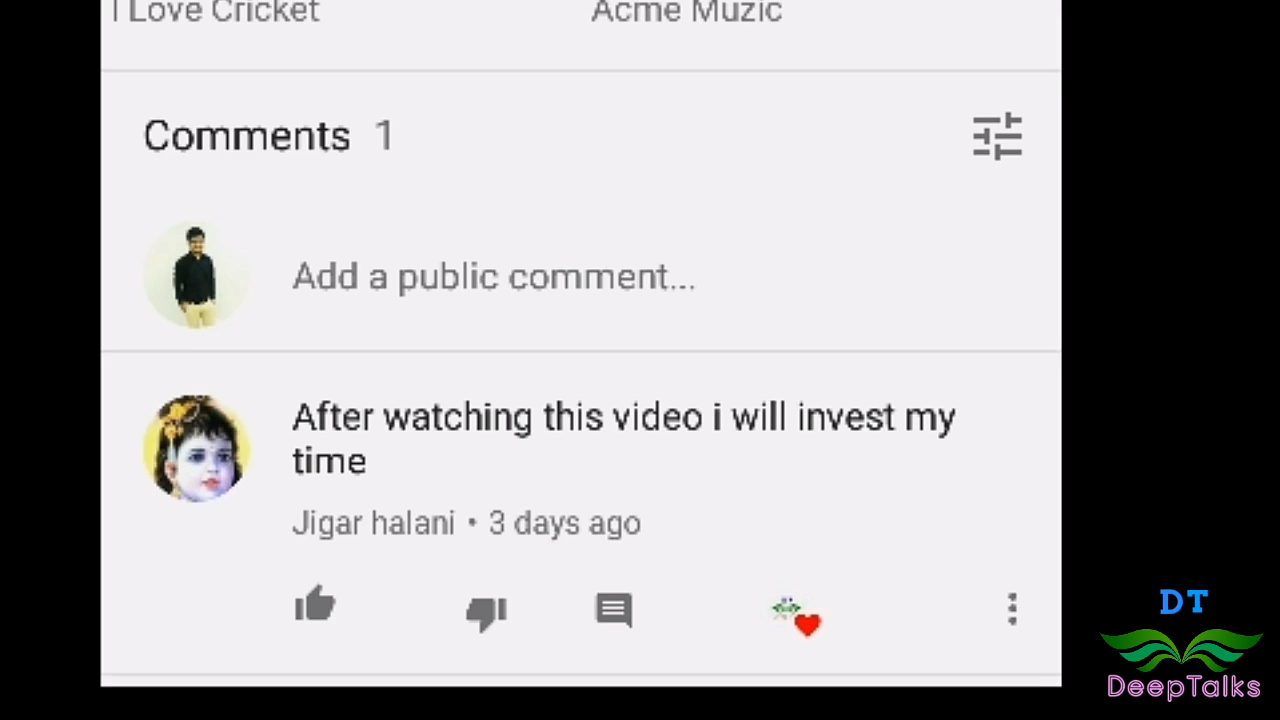 I Love Cricket
Acme Muzic
Comments 1
Add a public comment...
After watching this video i will invest my
time
Jigar halani • 3 days ago
DT
DeepTalks